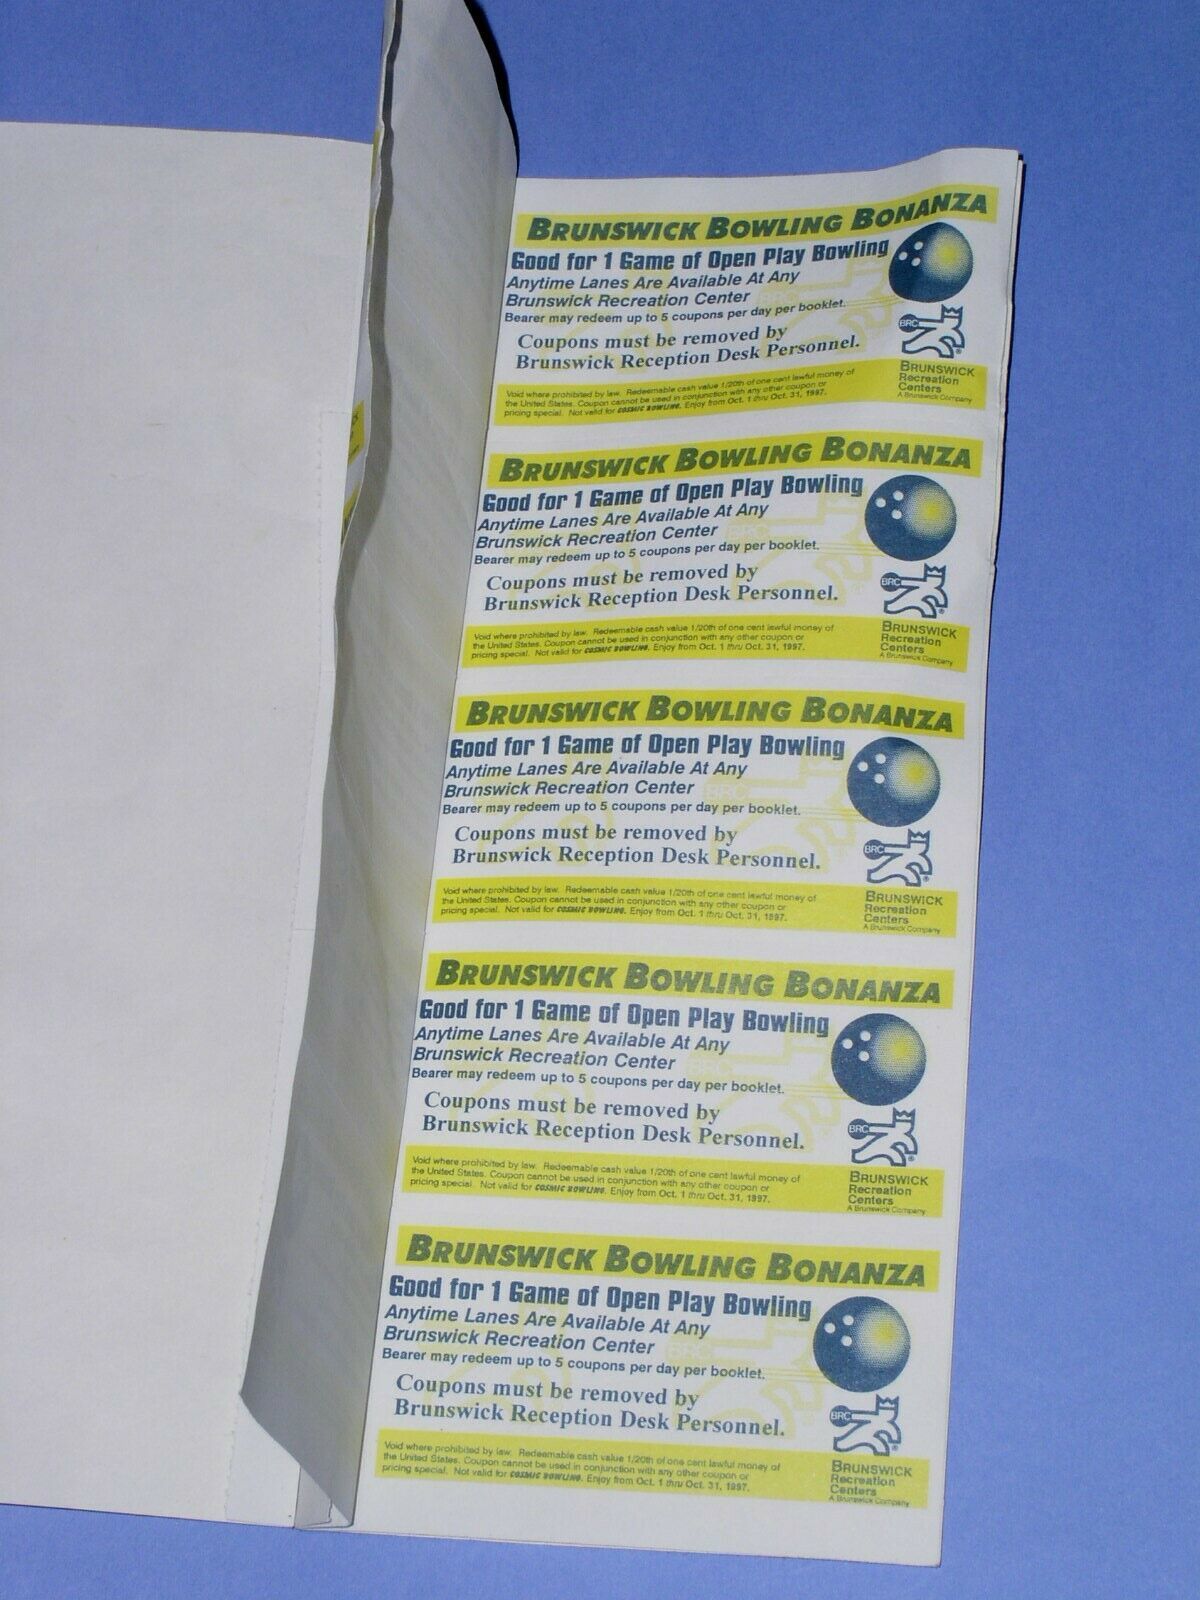 BRUNSWICK BOWLING BONANZA
Good for 1 Game of Open Play Bowling
Anytime Lanes Are Available At Any
Brunswick Recreation Center
Bearer may redeem up to 5 coupons per day per booklet.
Coupons must be removed by
Brunswick Reception Desk Personnel.
Void where prohibited by law. Redeemable cash value 1/20th of one cent lawful money of
the United States. Coupon cannot be used in conjunction with any other coupon or
pricing special. Not valid for COSMIC BOWLING. Enjoy from Oct. 1 thru Oct. 31, 1997.
BRC
®
BRUNSWICK
Recreation
Centers
A Brunswick Company
BRUNSWICK BOWLING BONANZA
Good for 1 Game of Open Play Bowling
Anytime Lanes Are Available At Any
Brunswick Recreation Center
Bearer may redeem up to 5 coupons per day per booklet.
Coupons must be removed by
Brunswick Reception Desk Personnel.
Void where prohibited by law. Redeemable cash value 1/20th of one cent lawful money of
the United States. Coupon cannot be used in conjunction with any other coupon or
pricing special. Not valid for COSMIC BOWLING. Enjoy from Oct. 1 thru Oct. 31, 1997.
BRC
®
BRUNSWICK
Recreation
Centers
A Brunswick Company
BRUNSWICK BOWLING BONANZA
Good for 1 Game of Open Play Bowling
Anytime Lanes Are Available At Any
Brunswick Recreation Center
Bearer may redeem up to 5 coupons per day per booklet.
Coupons must be removed by
Brunswick Reception Desk Personnel.
Void where prohibited by law. Redeemable cash value 1/20th of one cent lawful money of
the United States. Coupon cannot be used in conjunction with any other coupon or
pricing special. Not valid for COSMIC BOWLING. Enjoy from Oct. 1 thru Oct. 31, 1997.
BRC
®
BRUNSWICK
Recreation
Centers
A Brunswick Company
BRUNSWICK BOWLING BONANZA
Good for 1 Game of Open Play Bowling
Anytime Lanes Are Available At Any
Brunswick Recreation Center
Bearer may redeem up to 5 coupons per day per booklet.
Coupons must be removed by
Brunswick Reception Desk Personnel.
Void where prohibited by law. Redeemable cash value 1/20th of one cent lawful money of
the United States. Coupon cannot be used in conjunction with any other coupon or
pricing special. Not valid for COSMIC BOWLING. Enjoy from Oct. 1 thru Oct. 31, 1997.
BRC
®
BRUNSWICK
Recreation
Centers
A Brunswick Company
BRUNSWICK BOWLING BONANZA
Good for 1 Game of Open Play Bowling
Anytime Lanes Are Available At Any
Brunswick Recreation Center
Bearer may redeem up to 5 coupons per day per booklet.
Coupons must be removed by
Brunswick Reception Desk Personnel.
Void where prohibited by law. Redeemable cash value 1/20th of one cent lawful money of
the United States. Coupon cannot be used in conjunction with any other coupon or
pricing special. Not valid for COSMIC BOWLING. Enjoy from Oct. 1 thru Oct. 31, 1997.
BRC
®
BRUNSWICK
Recreation
Centers
A Brunswick Company